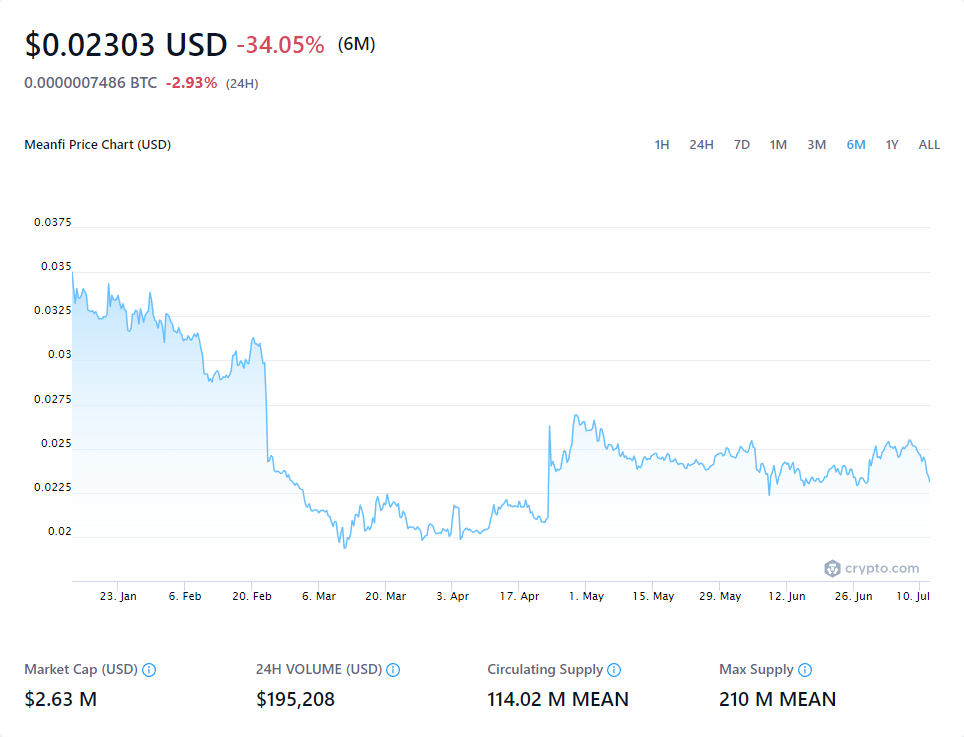 $0.02303 USD -34.05% (6M)
0.0000007486 BTC -2.93% (24H)
Meanfi Price Chart (USD)
1H 24H 7D 1M 3M 6M 1Y ALL
0.0375
0.035
0.0325
0.03
0.0275
0.025
0.0225
0.02
crypto.com
23. Jan 6. Feb 20. Feb 6. Mar 20. Mar 3. Apr 17. Apr 1. May 15. May 29. May 12. Jun 26. Jun 10. Jul
Market Cap (USD) 24H VOLUME (USD) Circulating Supply Max Supply
$2.63 M $195,208 114.02 M MEAN 210 M MEAN